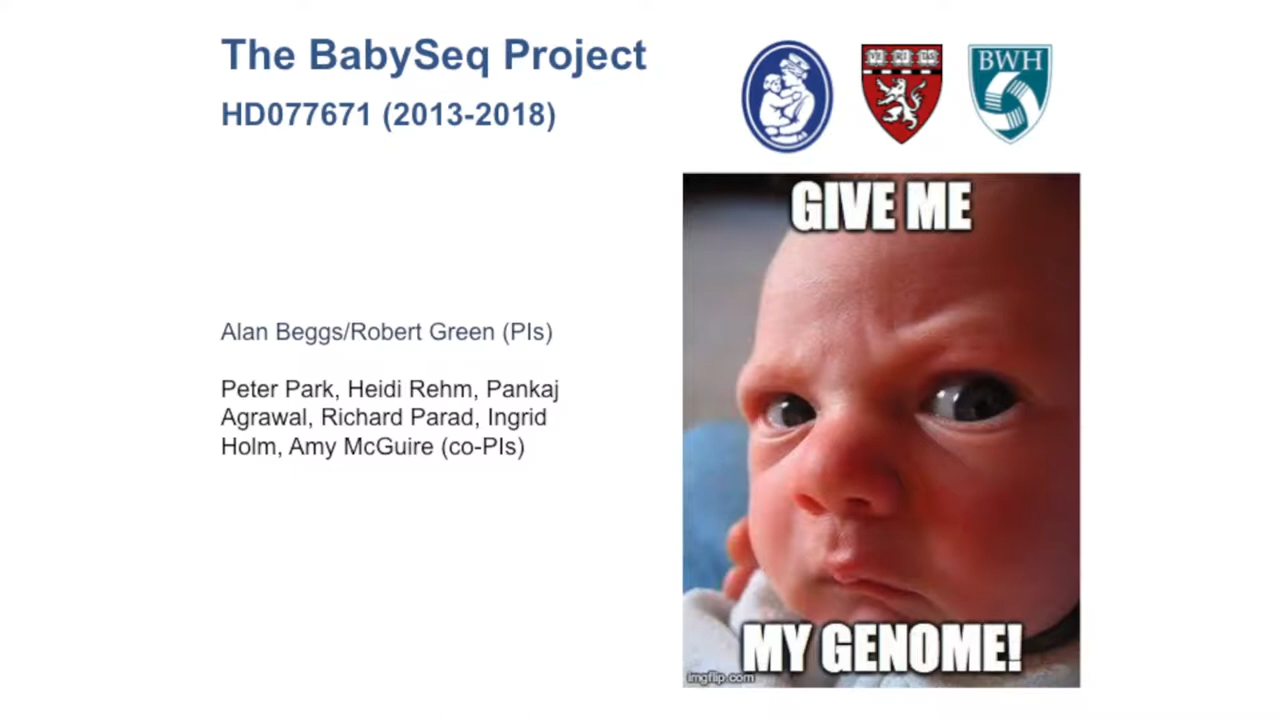 The BabySeq Project
HD077671 (2013-2018)
BWH
GIVE ME
Alan Beggs/Robert Green (PIs)
Peter Park, Heidi Rehm, Pankaj
Agrawal, Richard Parad, Ingrid
Holm, Amy McGuire (co-PIs)
MY GENOME!
imgflip.com